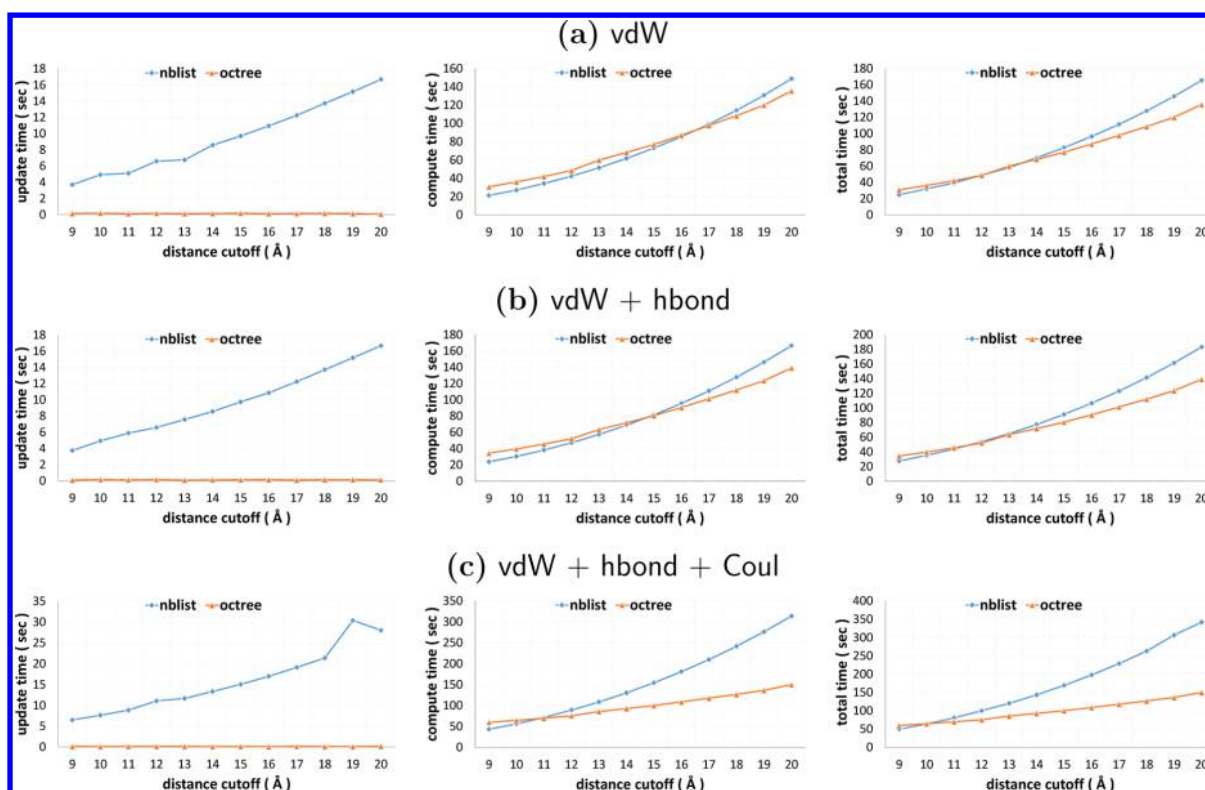 (a) vdW
nblist octree
update time ( sec )
18
16
14
12
10
8
6
4
2
0
9 10 11 12 13 14 15 16 17 18 19 20
distance cutoff ( Å )
nblist octree
compute time ( sec )
160
140
120
100
80
60
40
20
0
9 10 11 12 13 14 15 16 17 18 19 20
distance cutoff ( Å )
nblist octree
total time ( sec )
180
160
140
120
100
80
60
40
20
0
9 10 11 12 13 14 15 16 17 18 19 20
distance cutoff ( Å )
(b) vdW + hbond
nblist octree
update time ( sec )
18
16
14
12
10
8
6
4
2
0
9 10 11 12 13 14 15 16 17 18 19 20
distance cutoff ( Å )
nblist octree
compute time ( sec )
180
160
140
120
100
80
60
40
20
0
9 10 11 12 13 14 15 16 17 18 19 20
distance cutoff ( Å )
nblist octree
total time ( sec )
200
180
160
140
120
100
80
60
40
20
0
9 10 11 12 13 14 15 16 17 18 19 20
distance cutoff ( Å )
(c) vdW + hbond + Coul
nblist octree
update time ( sec )
35
30
25
20
15
10
5
0
9 10 11 12 13 14 15 16 17 18 19 20
distance cutoff ( Å )
nblist octree
compute time ( sec )
350
300
250
200
150
100
50
0
9 10 11 12 13 14 15 16 17 18 19 20
distance cutoff ( Å )
nblist octree
total time ( sec )
400
350
300
250
200
150
100
50
0
9 10 11 12 13 14 15 16 17 18 19 20
distance cutoff ( Å )